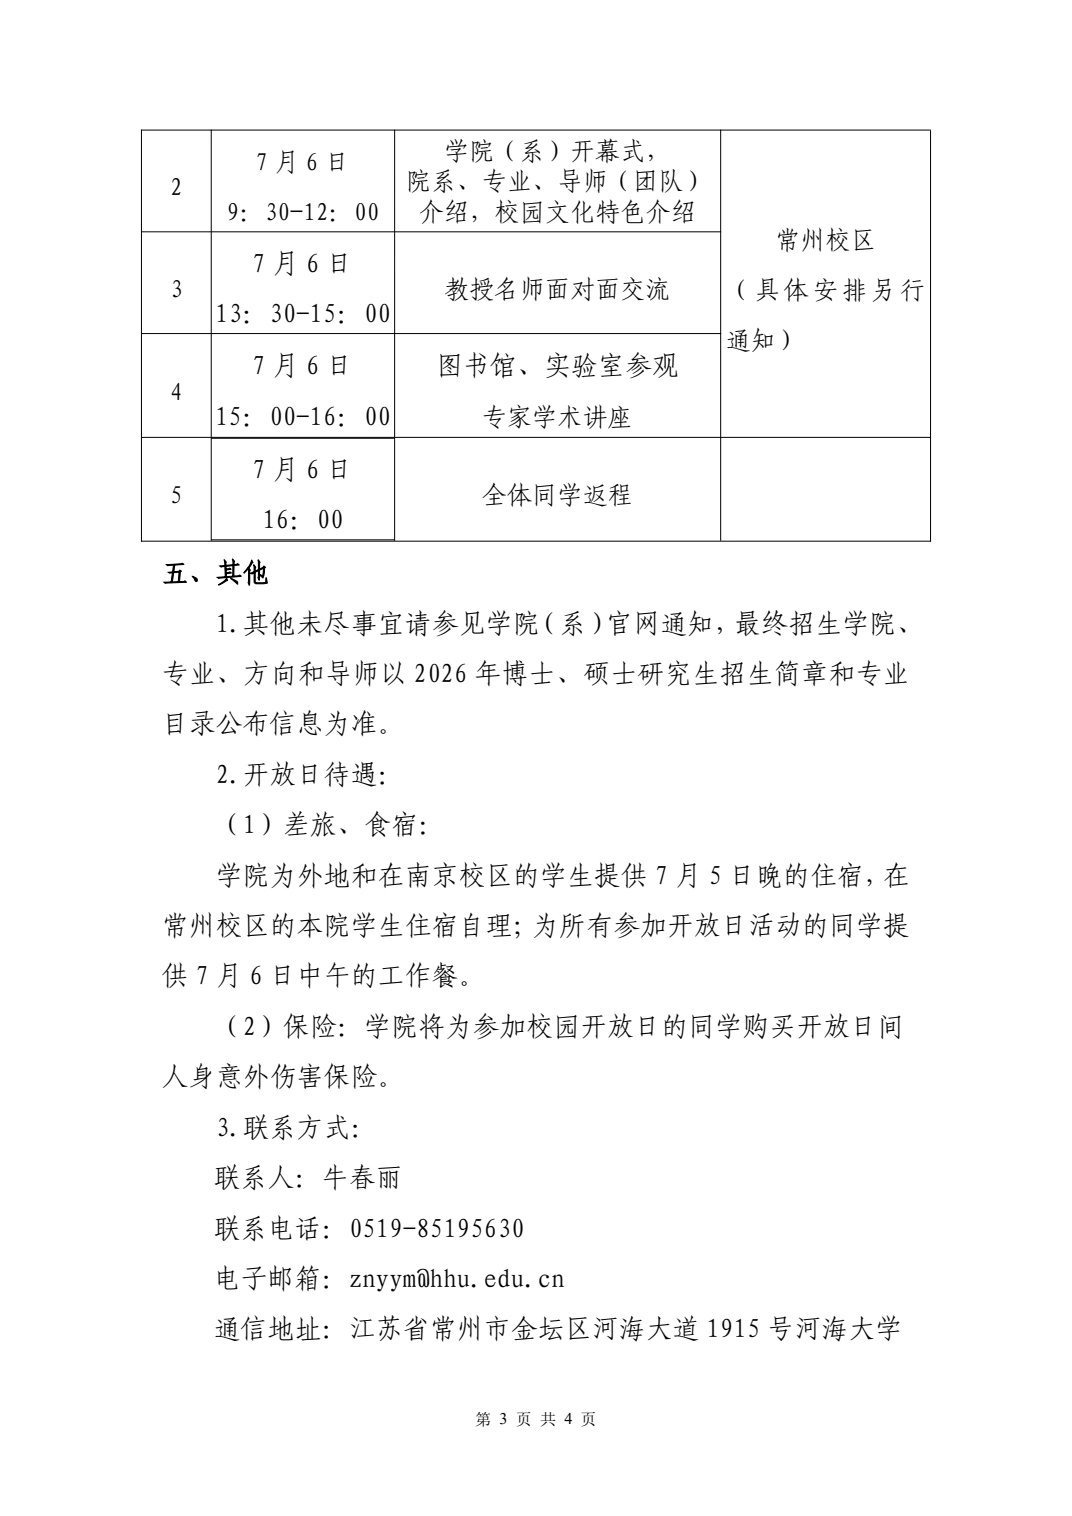 2
7月6日
9：30-12：00
学院（系）开幕式，
院系、专业、导师（团队）
介绍，校园文化特色介绍
常州校区
（具体安排另行
通知）
3
7月6日
13：30-15：00
教授名师面对面交流
4
7月6日
15：00-16：00
图书馆、实验室参观
专家学术讲座
5
7月6日
16：00
全体同学返程
五、其他
1.其他未尽事宜请参见学院（系）官网通知，最终招生学院、
专业、方向和导师以 2026 年博士、硕士研究生招生简章和专业
目录公布信息为准。
2.开放日待遇：
（1）差旅、食宿：
学院为外地和在南京校区的学生提供 7 月 5 日晚的住宿，在
常州校区的本院学生住宿自理；为所有参加开放日活动的同学提
供 7 月 6 日中午的工作餐。
（2）保险：学院将为参加校园开放日的同学购买开放日间
人身意外伤害保险。
3.联系方式：
联系人：牛春丽
联系电话：0519-85195630
电子邮箱：znyym@hhu.edu.cn
通信地址：江苏省常州市金坛区河海大道 1915 号河海大学
第 3 页 共 4 页